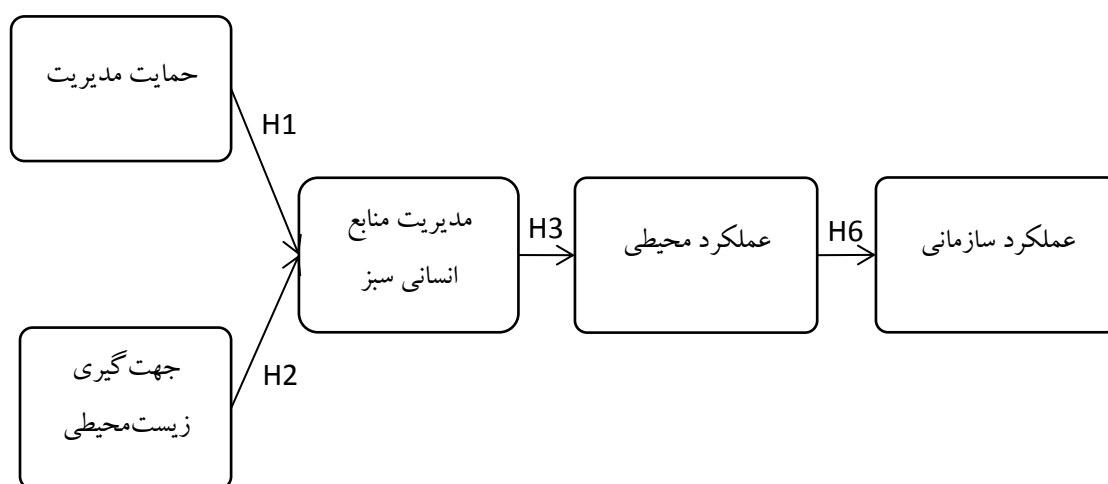 حمایت مدیریت
H1
مدیریت منابع
انسانی سبز
H3
عملکرد محیطی
H6
عملکرد سازمانی
جهت‌گیری
زیست‌محیطی
H2